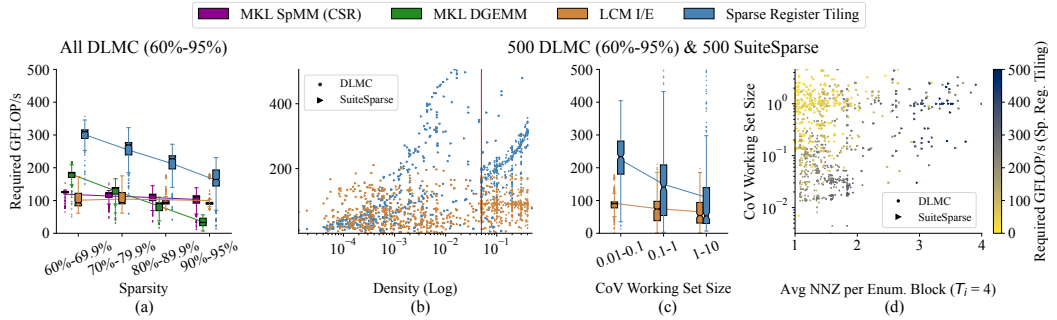 MKL SpMM (CSR) MKL DGEMM LCM I/E Sparse Register Tiling
All DLMC (60%-95%)
500 DLMC (60%-95%) & 500 SuiteSparse
Required GFLOP/s
500
400
300
200
100
0
60%-69.9%
70%-79.9%
80%-89.9%
90%-95%
Sparsity
(a)
DLMC
SuiteSparse
400
200
10⁻⁴ 10⁻³ 10⁻² 10⁻¹
Density (Log)
(b)
500
400
300
200
100
0
0.01-0.1
0.1-1
1-10
CoV Working Set Size
(c)
CoV Working Set Size
10⁰
10⁻¹
10⁻²
DLMC
SuiteSparse
1 2 3 4
Avg NNZ per Enum. Block (Tᵢ = 4)
(d)
500
400
300
200
100
0
Required GFLOP/s (Sp. Reg. Tiling)